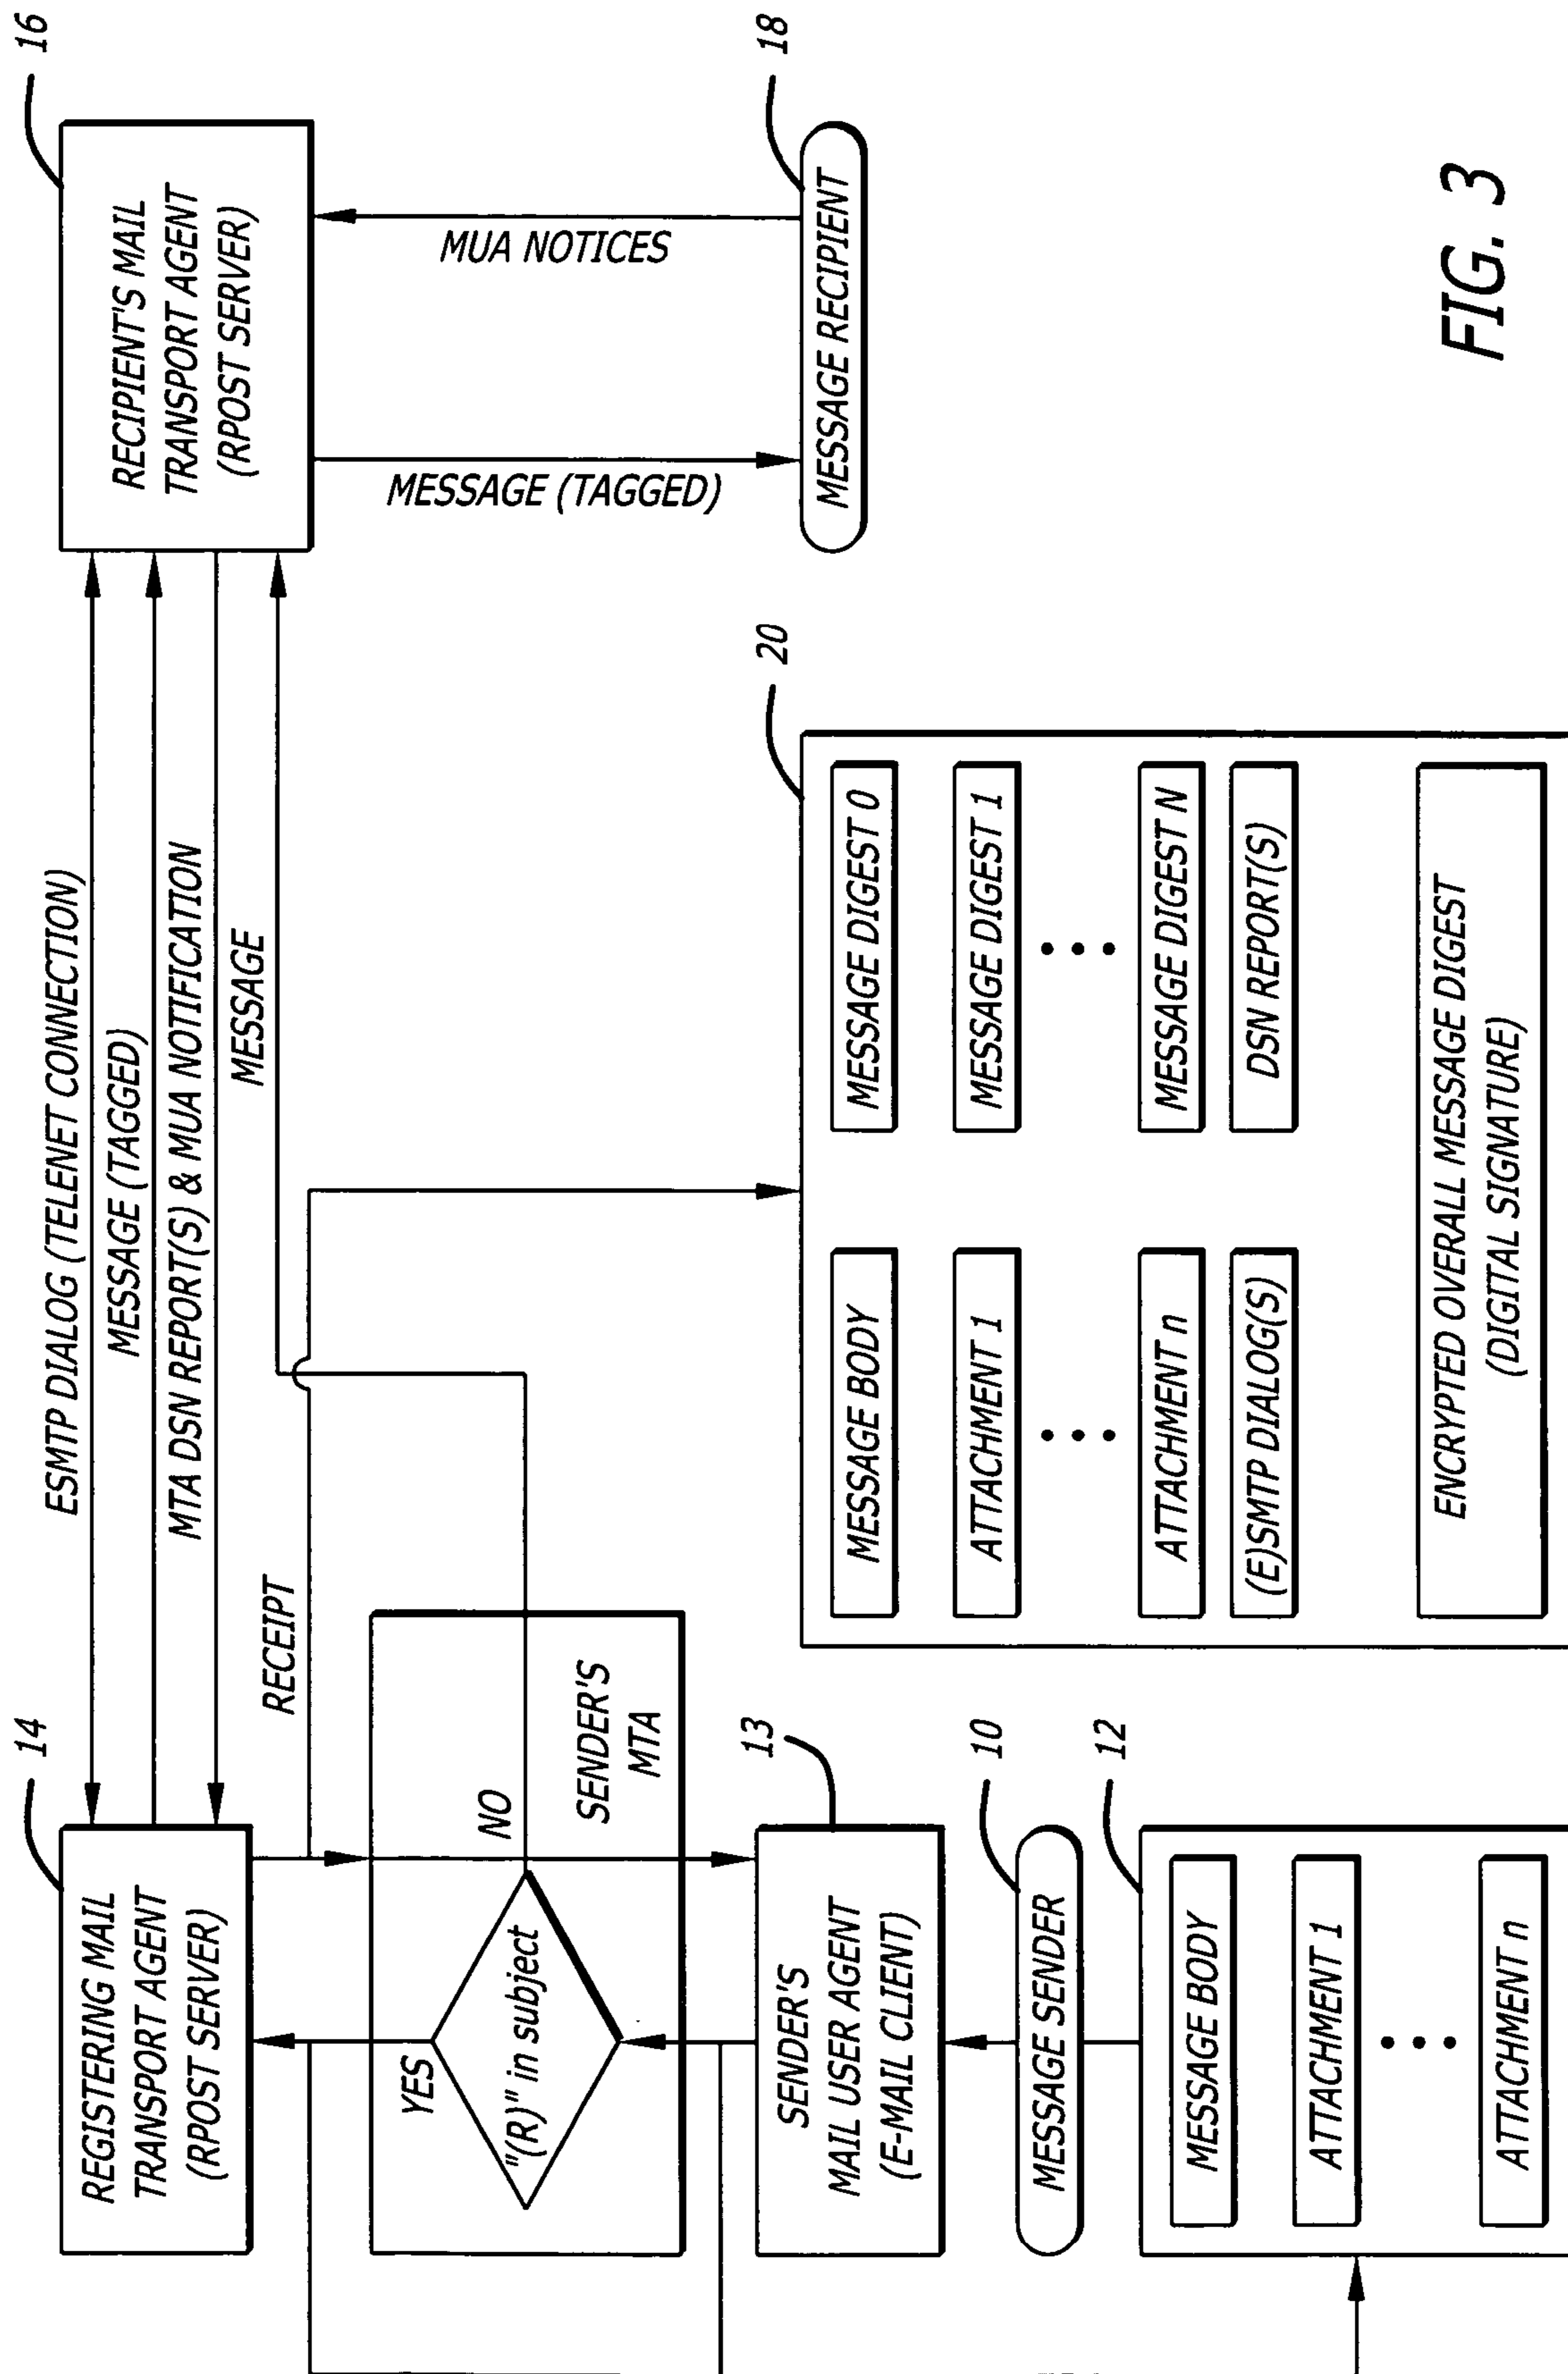 14
REGISTERING MAIL
TRANSPORT AGENT
(RPOST SERVER)
ESMTP DIALOG (TELENET CONNECTION)
MESSAGE (TAGGED)
MTA DSN REPORT(S) & MUA NOTIFICATION
MESSAGE
16
RECIPIENT'S MAIL
TRANSPORT AGENT
(RPOST SERVER)
RECEIPT
YES
"(R)" in subject
NO
SENDER'S
MTA
MESSAGE (TAGGED)
MUA NOTICES
13
SENDER'S
MAIL USER AGENT
(E-MAIL CLIENT)
10
MESSAGE SENDER
12
MESSAGE BODY
ATTACHMENT 1
ATTACHMENT n
20
MESSAGE BODY
MESSAGE DIGEST 0
ATTACHMENT 1
MESSAGE DIGEST 1
ATTACHMENT n
MESSAGE DIGEST N
(E)SMTP DIALOG(S)
DSN REPORT(S)
ENCRYPTED OVERALL MESSAGE DIGEST
(DIGITAL SIGNATURE)
18
MESSAGE RECIPIENT
FIG. 3